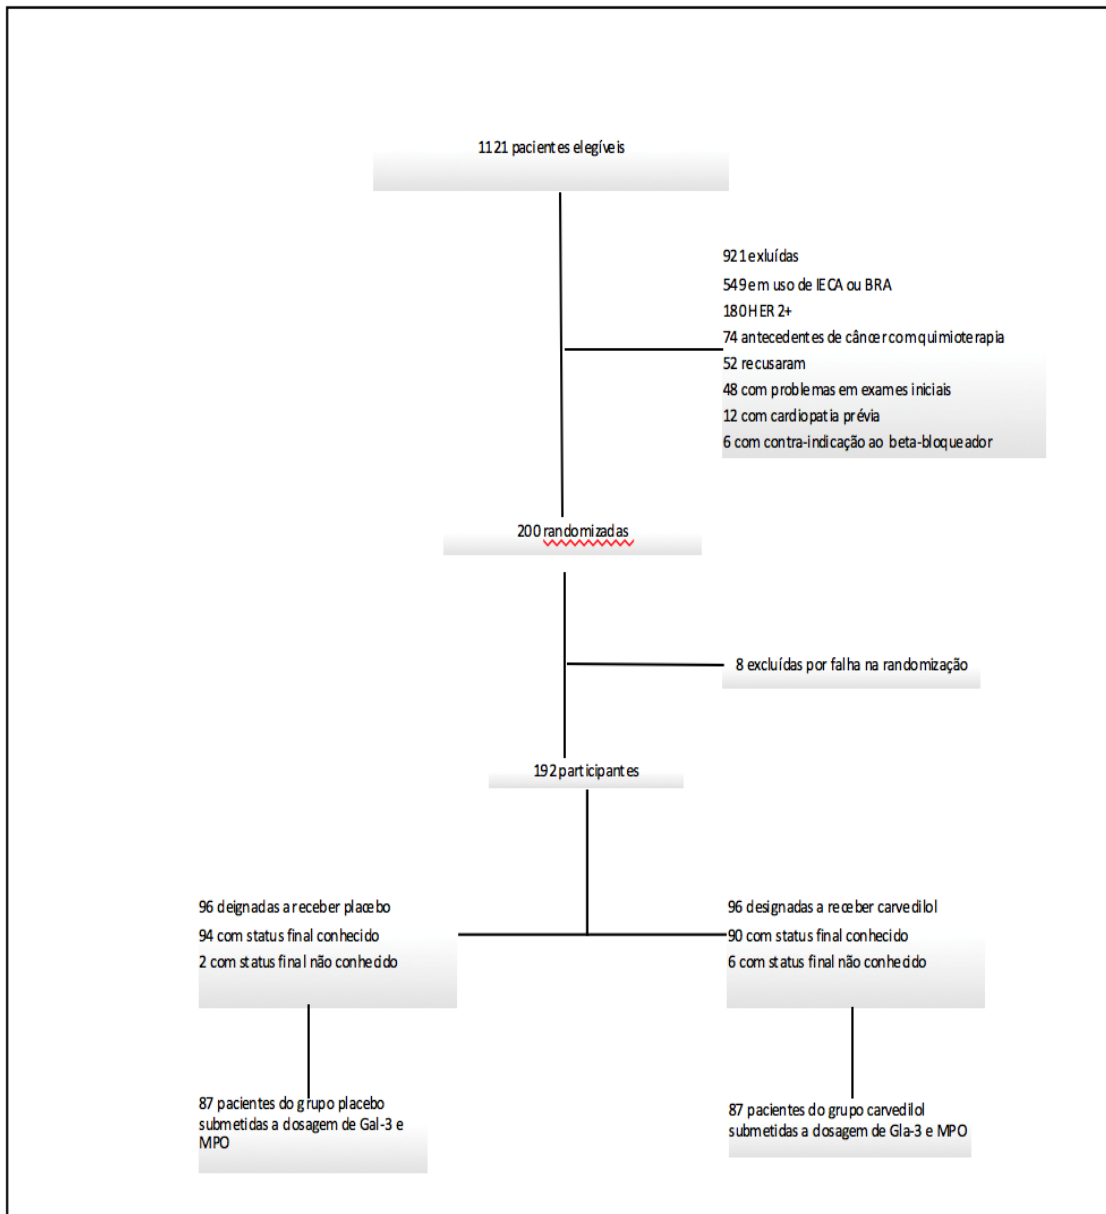 1121 pacientes elegíveis
921 exluídas
549 em uso de IECA ou BRA
180 HER 2+
74 antecedentes de câncer com quimioterapia
52 recusaram
48 com problemas em exames iniciais
12 com cardiopatia prévia
6 com contra-indicação ao beta-bloqueador
200 randomizadas
8 excluídas por falha na randomização
192 participantes
96 deignadas a receber placebo
94 com status final conhecido
2 com status final não conhecido
96 designadas a receber carvedilol
90 com status final conhecido
6 com status final não conhecido
87 pacientes do grupo placebo
submetidas a dosagem de Gal-3 e
MPO
87 pacientes do grupo carvedilol
submetidas a dosagem de Gla-3 e MPO